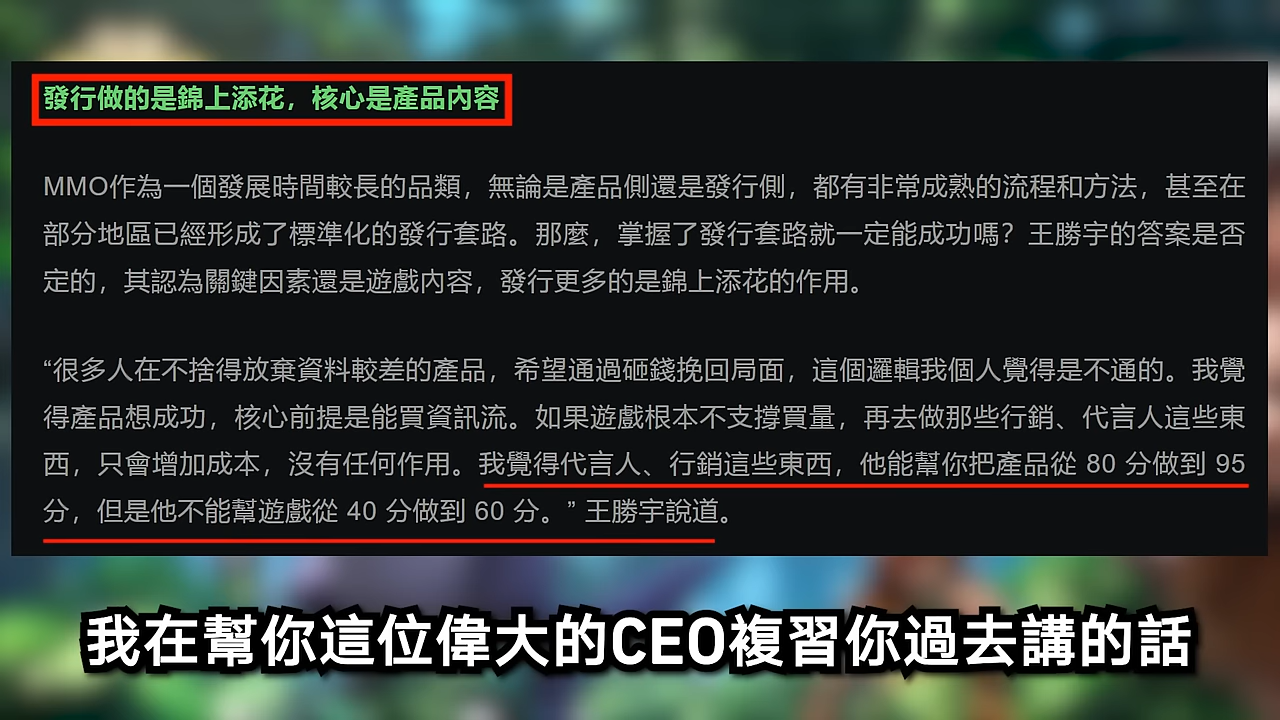 發行做的是錦上添花，核心是產品內容
MMO作為一個發展時間較長的品類，無論是產品側還是發行側，都有非常成熟的流程和方法，甚至在
部分地區已經形成了標準化的發行套路。那麼，掌握了發行套路就一定能成功嗎？王勝宇的答案是否
定的，其認為關鍵因素還是遊戲內容，發行更多的是錦上添花的作用。
“很多人在不捨得放棄資料較差的產品，希望通過砸錢挽回局面，這個邏輯我個人覺得是不通的。我覺
得產品想成功，核心前提是能買資訊流。如果遊戲根本不支撐買量，再去做那些行銷、代言人這些東
西，只會增加成本，沒有任何作用。我覺得代言人、行銷這些東西，他能幫你把產品從 80 分做到 95
分，但是他不能幫遊戲從 40 分做到 60 分。” 王勝宇說道。
我在幫你這位偉大的CEO複習你過去講的話